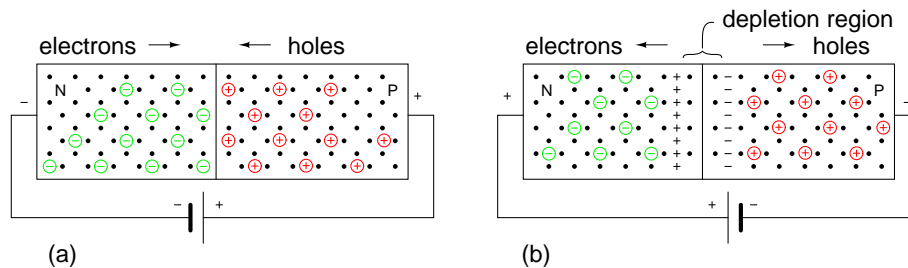 depletion region
electrons holes
electrons holes
N P
− +
N P
+ −
− +
+ −
(a)
(b)